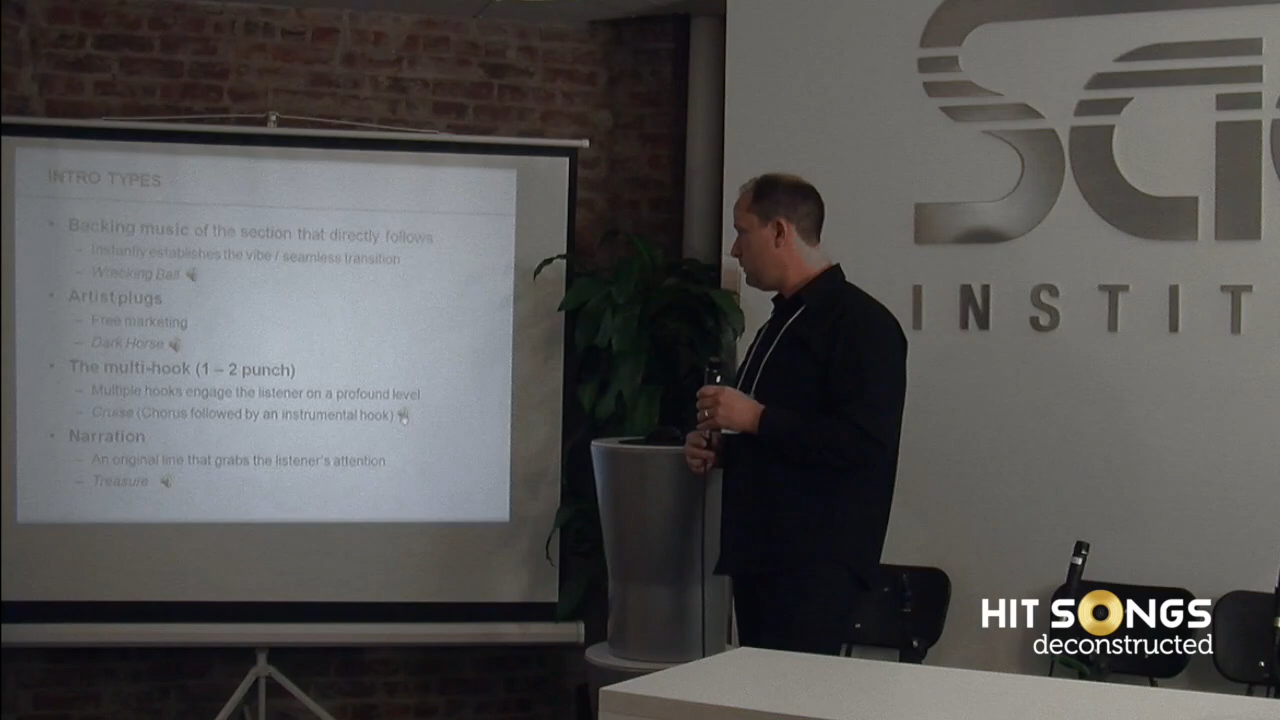 INTRO TYPES
• Backing music of the section that directly follows
– Instantly establishes the vibe / seamless transition
– Wrecking Ball
• Artist plugs
– Free marketing
– Dark Horse
• The multi-hook (1 – 2 punch)
– Multiple hooks engage the listener on a profound level
– Cruise (Chorus followed by an instrumental hook)
• Narration
– An original line that grabs the listener's attention
– Treasure
INSTIT
HIT SONGS
deconstructed